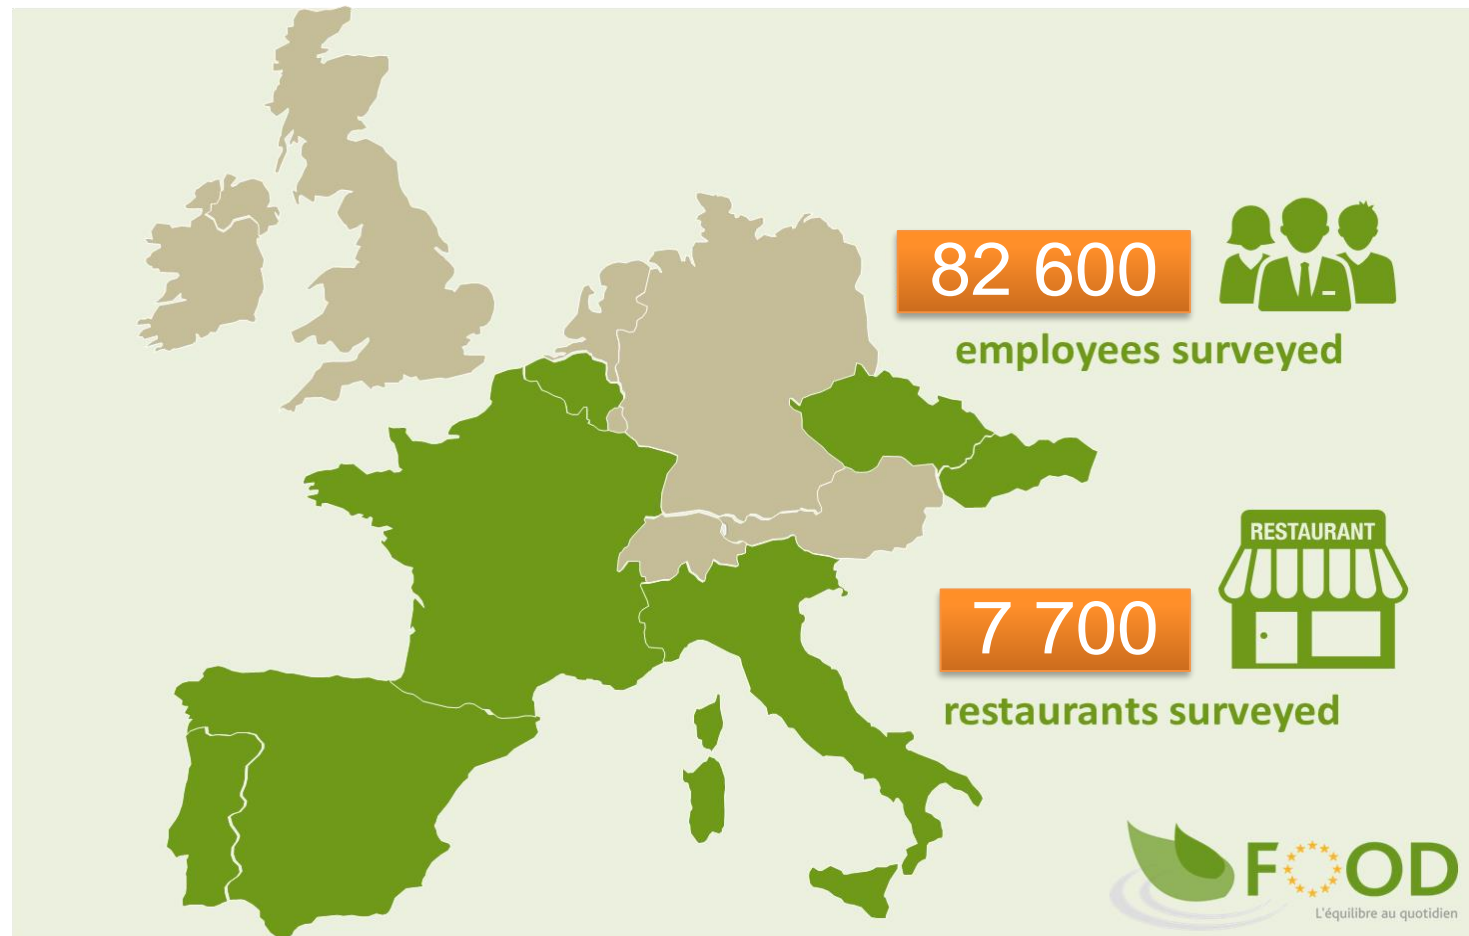 82 600
employees surveyed
RESTAURANT
7 700
restaurants surveyed
FOOD
L'équilibre au quotidien